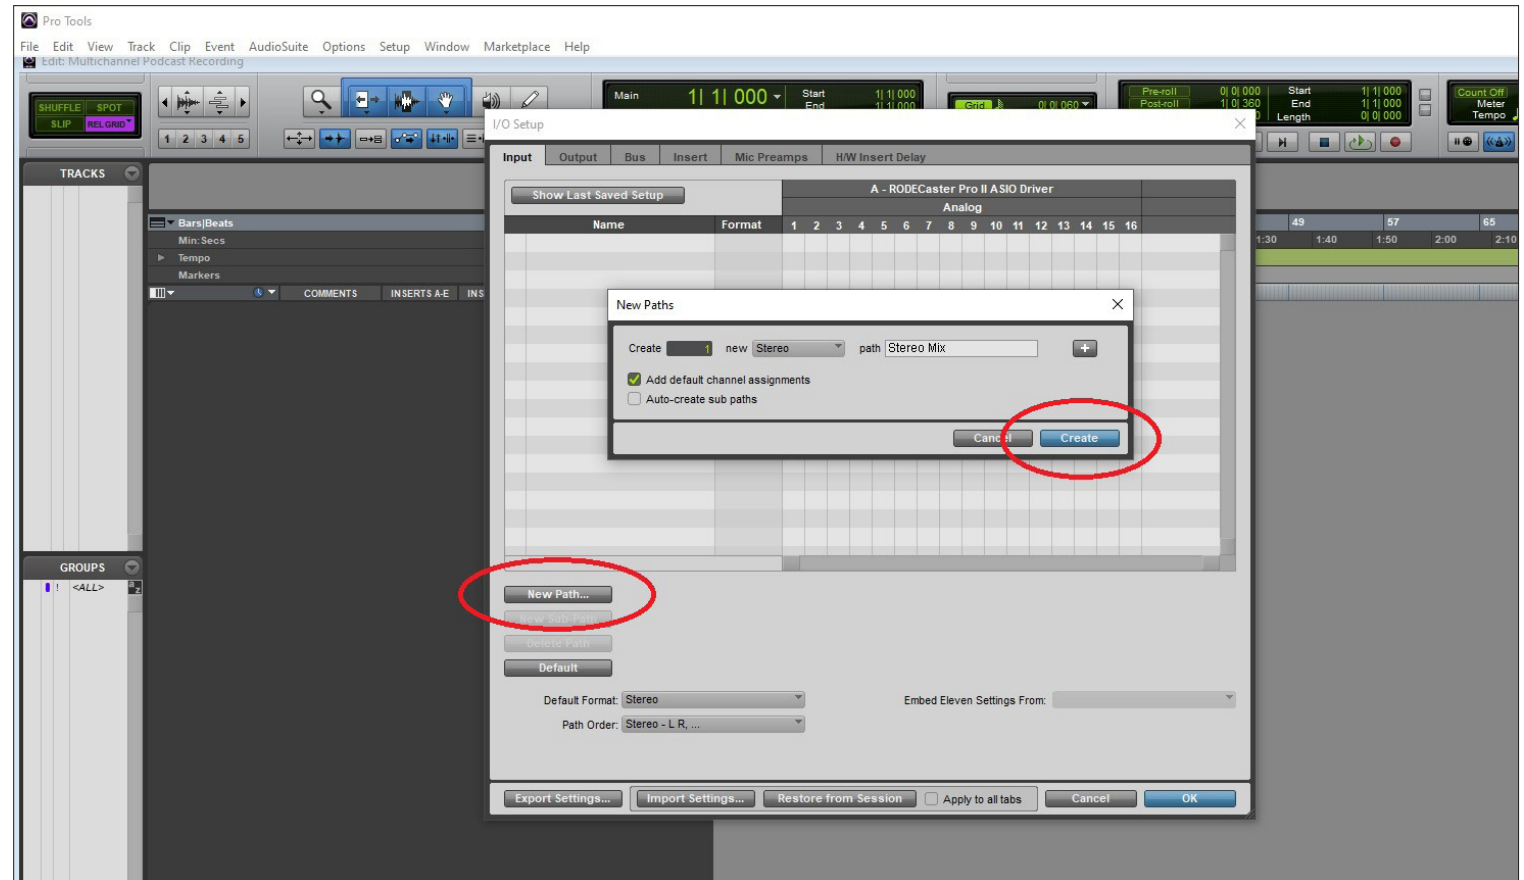 Pro Tools
File Edit View Track Clip Event AudioSuite Options Setup Window Marketplace Help
Edit: Multichannel Podcast Recording
SHUFFLE SPOT
SLIP REL GRID
1 2 3 4 5
Main 1| 1| 000
Start 1| 1| 000
End 1| 1| 000
Grid 0| 0| 060
Pre-roll 0| 0| 000
Post-roll 1| 0| 360
Start 1| 1| 000
End 1| 1| 000
Length 0| 0| 000
Count Off
Meter
Tempo
I/O Setup
Input Output Bus Insert Mic Preamps H/W Insert Delay
TRACKS
Show Last Saved Setup
A - RODECaster Pro II ASIO Driver
Analog
Name Format 1 2 3 4 5 6 7 8 9 10 11 12 13 14 15 16
Bars|Beats
49 57 65
Min:Secs
1:30 1:40 1:50 2:00 2:10
Tempo
Markers
COMMENTS INSERTS A-E INS
New Paths
Create 1 new Stereo path Stereo Mix +
Add default channel assignments
Auto-create sub paths
Cancel Create
GROUPS
! <ALL> a z
New Path...
New Sub-Path
Delete Path
Default
Default Format: Stereo
Embed Eleven Settings From:
Path Order: Stereo - L R, ...
Export Settings... Import Settings... Restore from Session Apply to all tabs Cancel OK